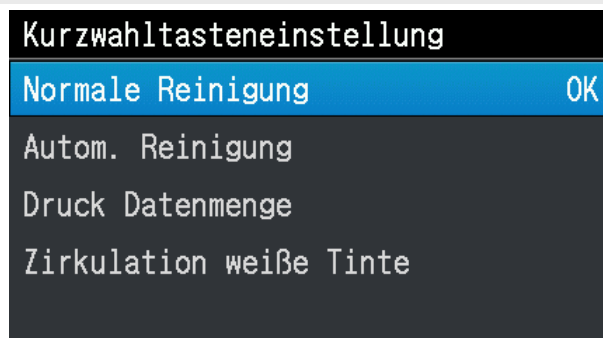 Kurzwahltasteneinstellung
Normale Reinigung OK
Autom. Reinigung
Druck Datenmenge
Zirkulation weiße Tinte